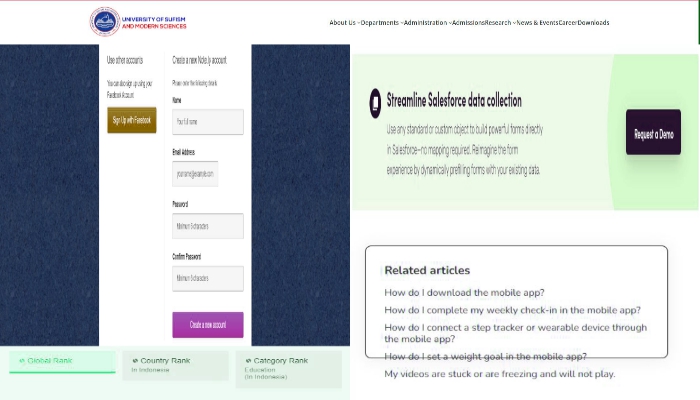 UNIVERSITY OF SUFISM
AND MODERN SCIENCES
About Us Departments Administration Admissions Research News & Events Career Downloads
Use other accounts
You can also sign up using your
Facebook Account
Sign Up with Facebook
Create a new Note.ly account
Please enter the following details
Name
Your full name
Email Address
yourname@example.com
Password
Minimum 6 characters
Confirm Password
Minimum 6 characters
Create a new account
Global Rank
Country Rank
In Indonesia
Category Rank
Education
(In Indonesia)
Streamline Salesforce data collection
Use any standard or custom object to build powerful forms directly
in Salesforce–no mapping required. Reimagine the form
experience by dynamically prefilling forms with your existing data.
Request a Demo
Related articles
How do I download the mobile app?
How do I complete my weekly check-in in the mobile app?
How do I connect a step tracker or wearable device through
the mobile app?
How do I set a weight goal in the mobile app?
My videos are stuck or are freezing and will not play.